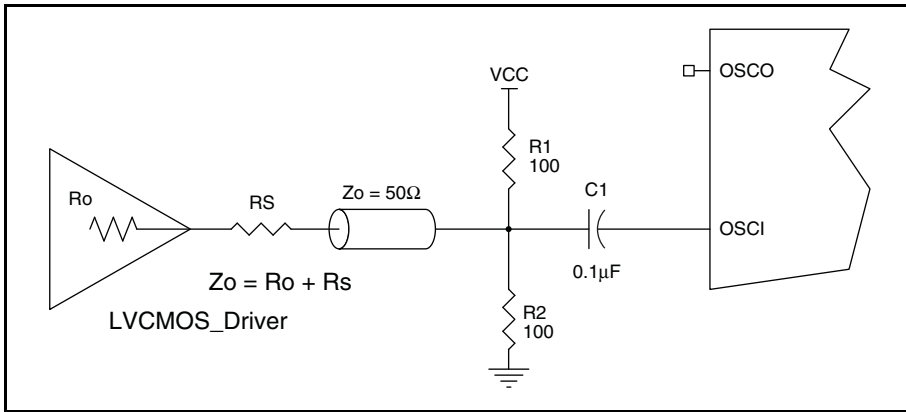 VCC
OSCO
R1
100
C1
Ro
RS
Zo = 50Ω
OSCI
0.1μF
Zo = Ro + Rs
LVCMOS_Driver
R2
100